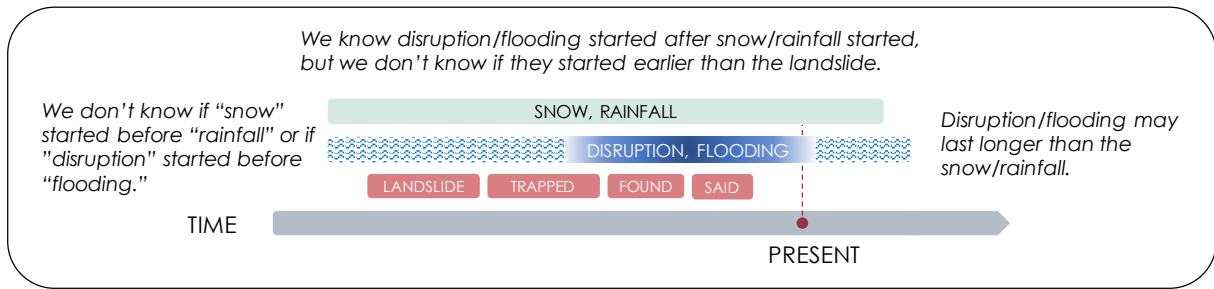 We know disruption/flooding started after snow/rainfall started,
but we don't know if they started earlier than the landslide.
We don't know if “snow”
started before “rainfall” or if
”disruption” started before
“flooding.”
SNOW, RAINFALL
DISRUPTION, FLOODING
Disruption/flooding may
last longer than the
snow/rainfall.
LANDSLIDE TRAPPED FOUND SAID
TIME
PRESENT